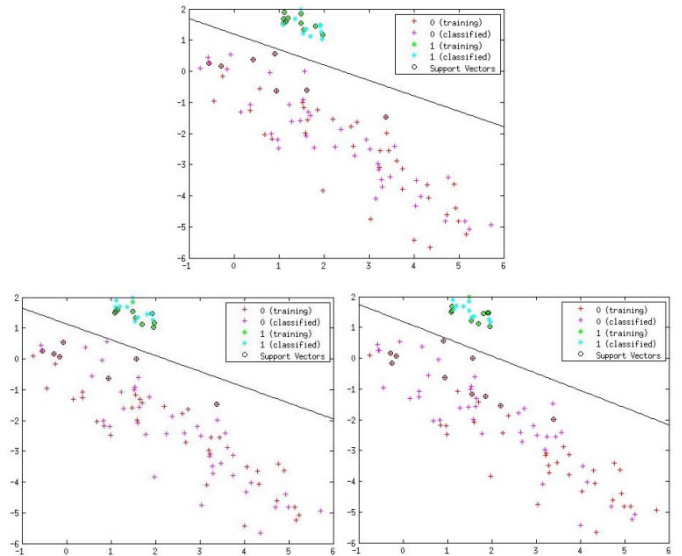 2
1
0
-1
-2
-3
-4
-5
-6
-1 0 1 2 3 4 5 6
0 (training)
0 (classified)
1 (training)
1 (classified)
Support Vectors
2
1
0
-1
-2
-3
-4
-5
-6
-1 0 1 2 3 4 5 6
0 (training)
0 (classified)
1 (training)
1 (classified)
Support Vectors
2
1
0
-1
-2
-3
-4
-5
-6
-1 0 1 2 3 4 5 6
0 (training)
0 (classified)
1 (training)
1 (classified)
Support Vectors